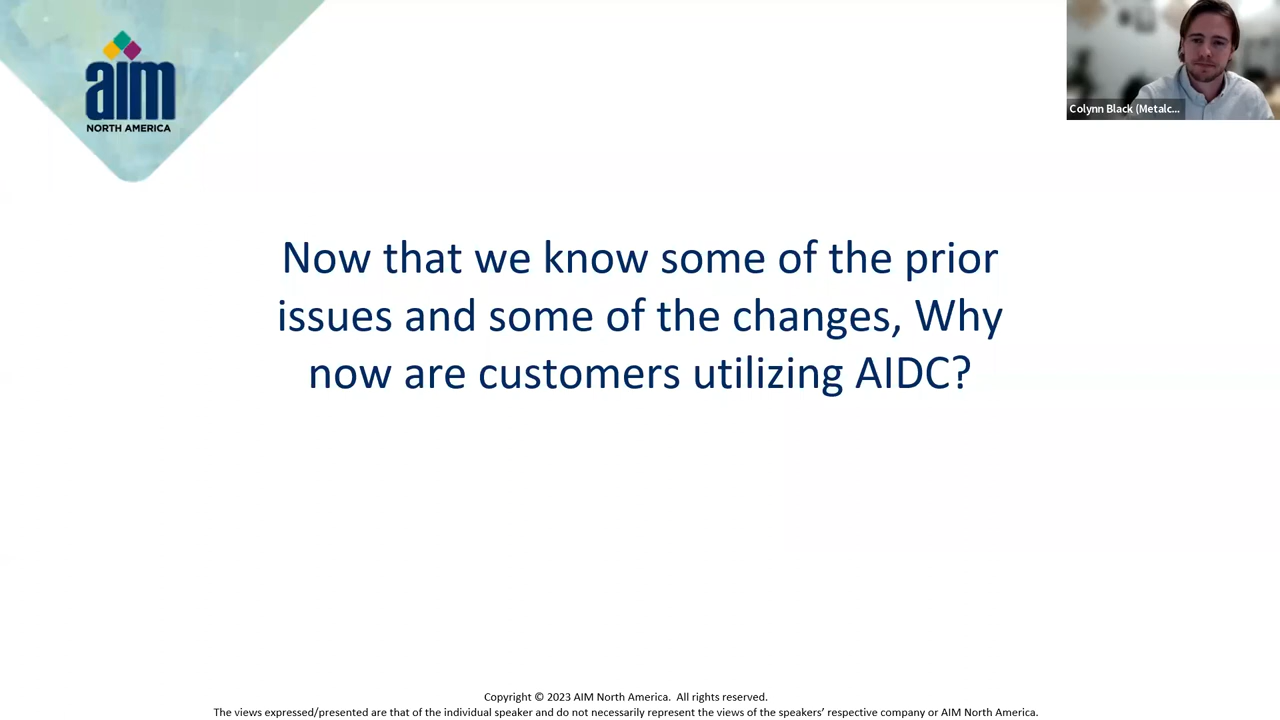 aim
NORTH AMERICA
Colynn Black (Metalc...
Now that we know some of the prior
issues and some of the changes, Why
now are customers utilizing AIDC?
Copyright © 2023 AIM North America. All rights reserved.
The views expressed/presented are that of the individual speaker and do not necessarily represent the views of the speakers' respective company or AIM North America.